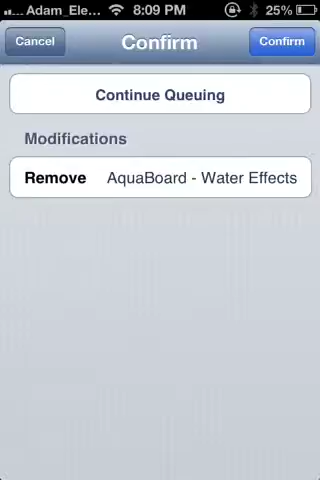 Adam_Ele... 8:09 PM 25%
Cancel Confirm Confirm
Continue Queuing
Modifications
Remove AquaBoard - Water Effects